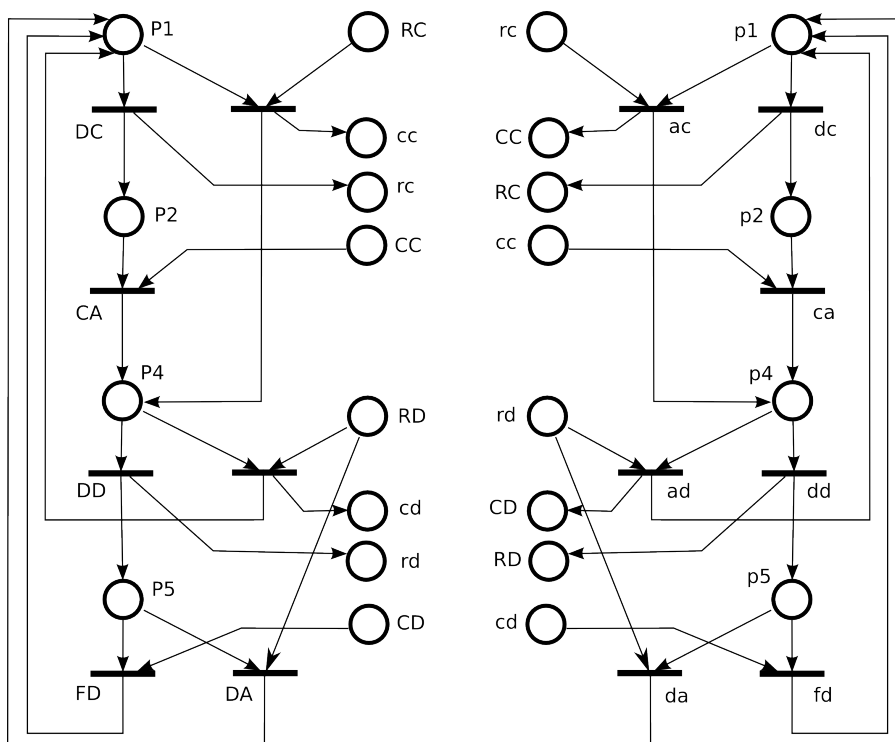 P1
RC
rc
p1
DC
cc
CC
ac
dc
rc
RC
P2
CC
cc
p2
CA
ca
P4
p4
RD
rd
DD
cd
CD
ad
dd
rd
RD
P5
p5
CD
cd
FD
DA
da
fd